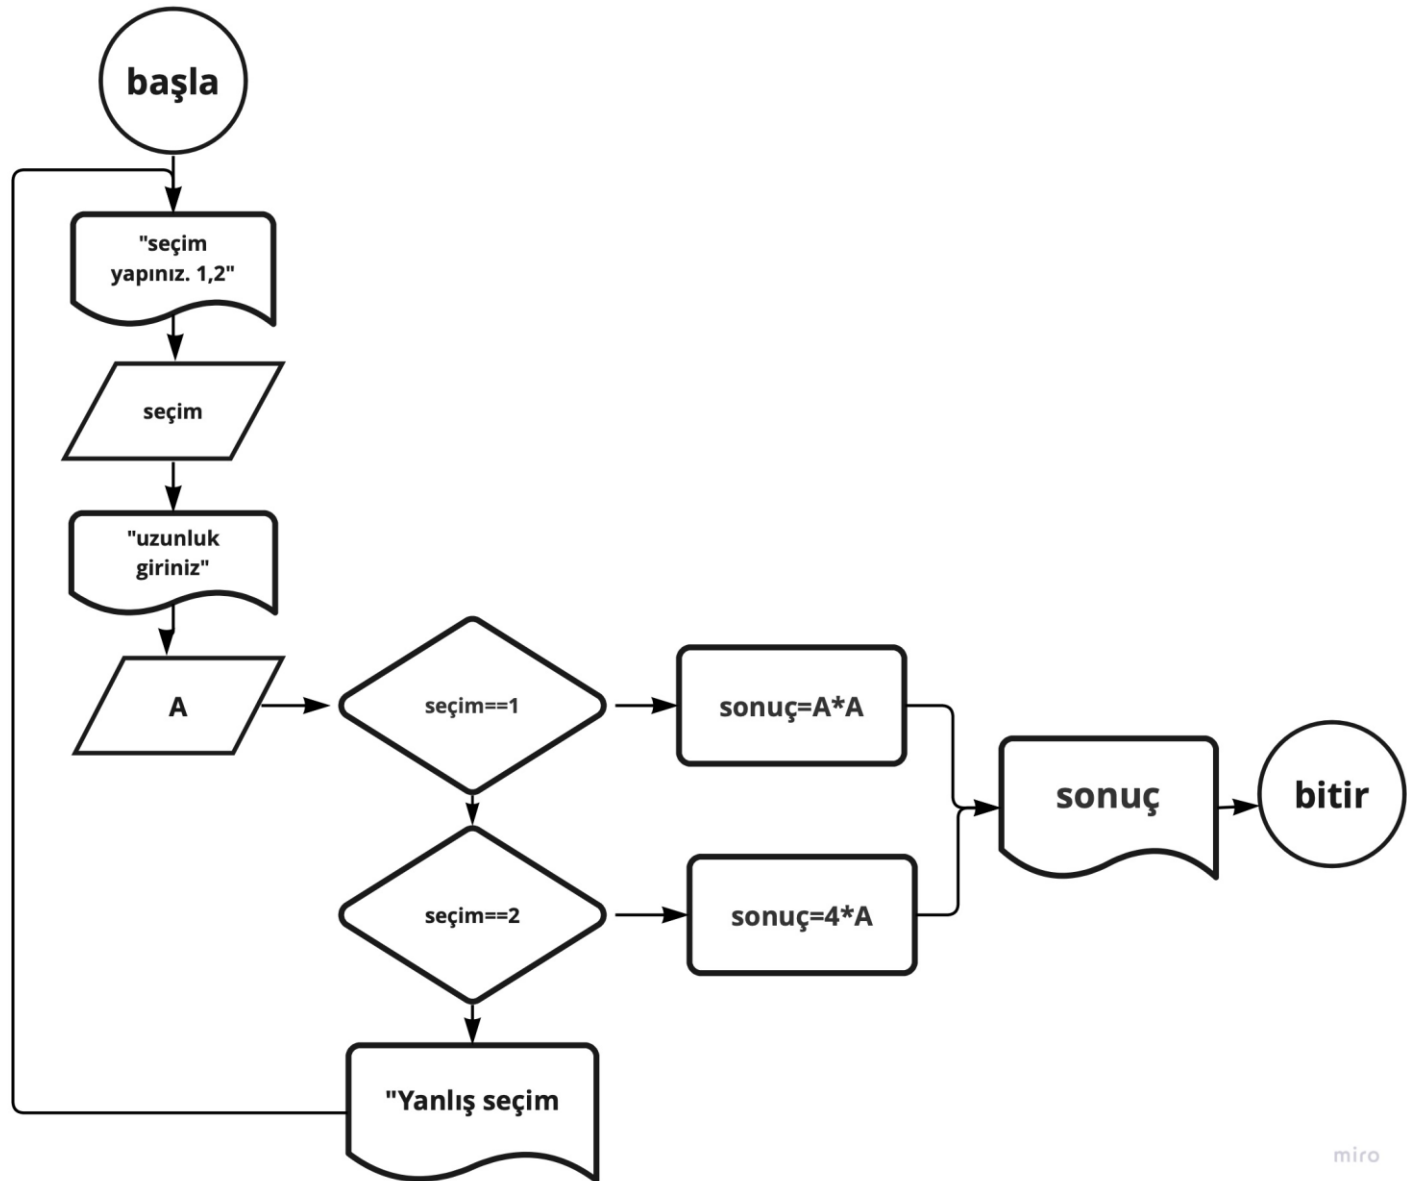 başla
"seçim
yapınız. 1,2"
seçim
"uzunluk
giriniz"
A
seçim==1
sonuç=A*A
seçim==2
sonuç=4*A
sonuç
bitir
"Yanlış seçim
miro